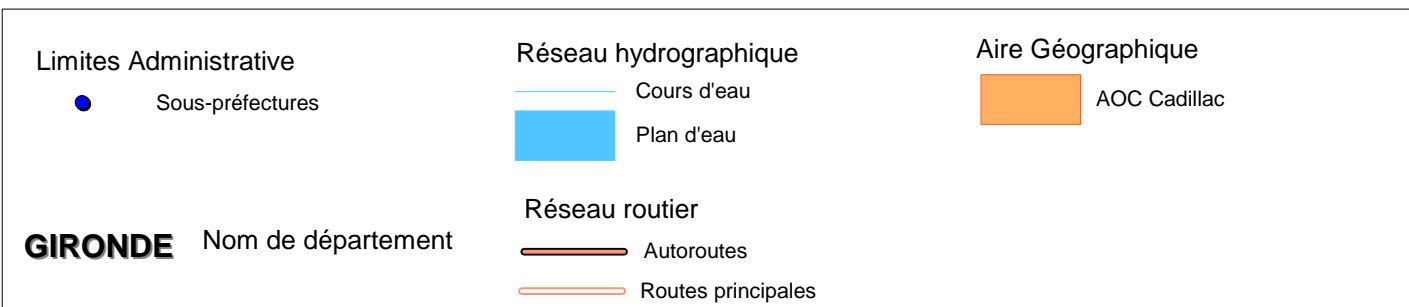 Limites Administrative
Sous-préfectures
GIRONDE Nom de département
Réseau hydrographique
Cours d'eau
Plan d'eau
Réseau routier
Autoroutes
Routes principales
Aire Géographique
AOC Cadillac